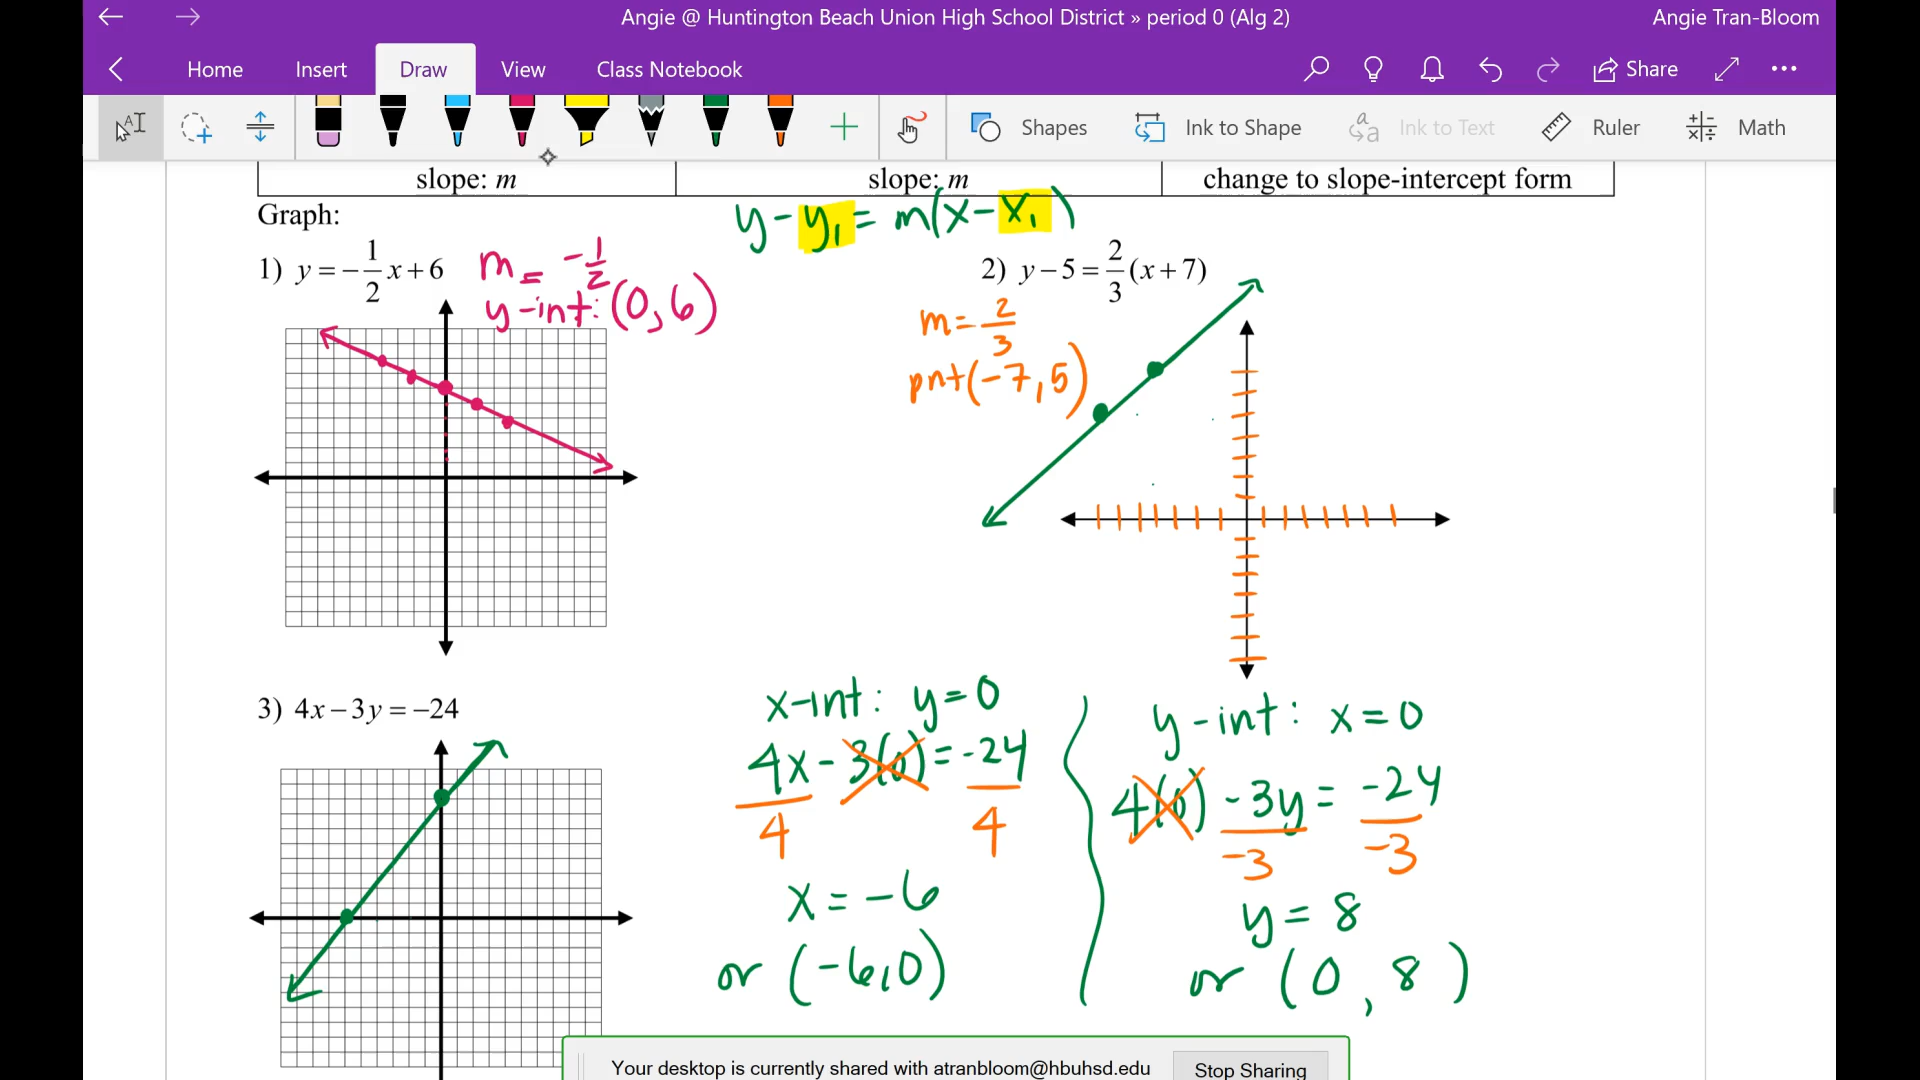 Angie @ Huntington Beach Union High School District » period 0 (Alg 2)
Angie Tran-Bloom
Home Insert Draw View Class Notebook Share
Shapes Ink to Shape Ink to Text Ruler Math
slope: m slope: m change to slope-intercept form
Graph:
y - y₁ = m(x - x₁)
1) y = -1/2 x + 6
m = -1/2
y-int: (0, 6)
2) y - 5 = 2/3 (x + 7)
m = 2/3
pnt (-7, 5)
3) 4x - 3y = -24
x-int: y = 0
4x - 3(0) = -24
4 4
x = -6
or (-6, 0)
y-int: x = 0
4(0) - 3y = -24
-3 -3
y = 8
or (0, 8)
Your desktop is currently shared with atranbloom@hbuhsd.edu
Stop Sharing